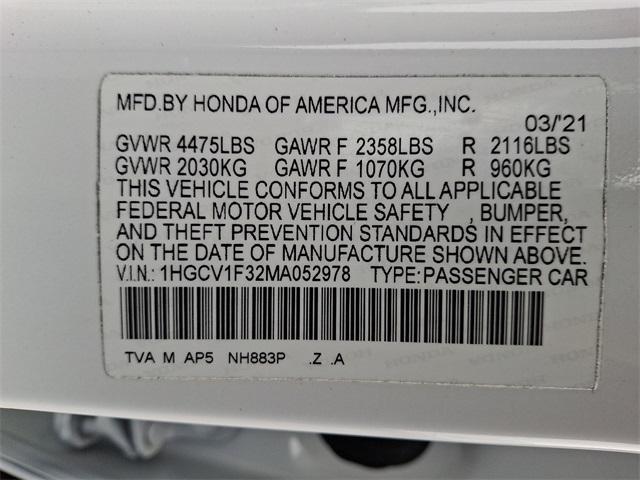 MFD.BY HONDA OF AMERICA MFG.,INC.
03/'21
GVWR 4475LBS GAWR F 2358LBS R 2116LBS
GVWR 2030KG GAWR F 1070KG R 960KG
THIS VEHICLE CONFORMS TO ALL APPLICABLE
FEDERAL MOTOR VEHICLE SAFETY , BUMPER,
AND THEFT PREVENTION STANDARDS IN EFFECT
ON THE DATE OF MANUFACTURE SHOWN ABOVE.
V.I.N.: 1HGCV1F32MA052978 TYPE:PASSENGER CAR
TVA M AP5 NH883P .Z .A